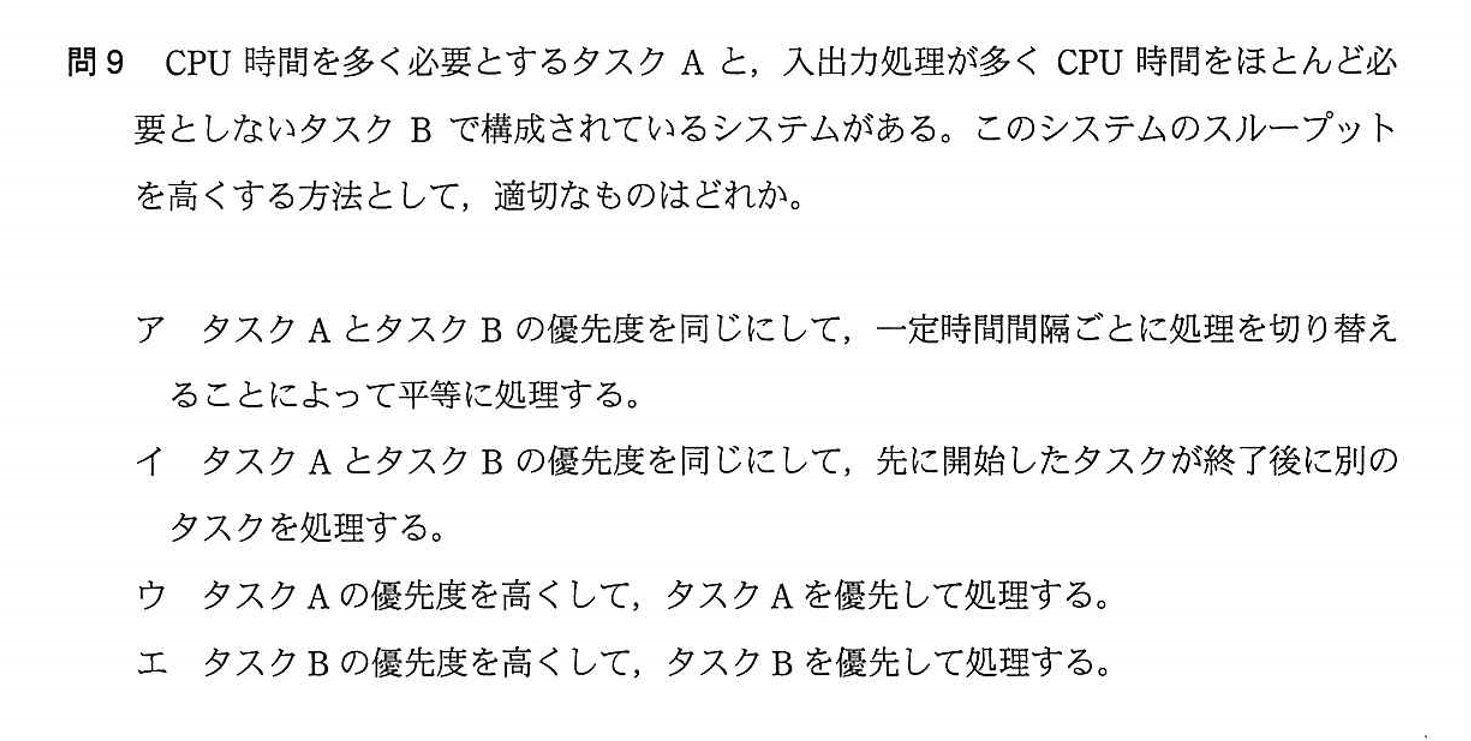 問9　CPU 時間を多く必要とするタスク A と，入出力処理が多く CPU 時間をほとんど必
要としないタスク B で構成されているシステムがある。このシステムのスループット
を高くする方法として，適切なものはどれか。
ア　タスク A とタスク B の優先度を同じにして，一定時間間隔ごとに処理を切り替え
ることによって平等に処理する。
イ　タスク A とタスク B の優先度を同じにして，先に開始したタスクが終了後に別の
タスクを処理する。
ウ　タスク A の優先度を高くして，タスク A を優先して処理する。
エ　タスク B の優先度を高くして，タスク B を優先して処理する。